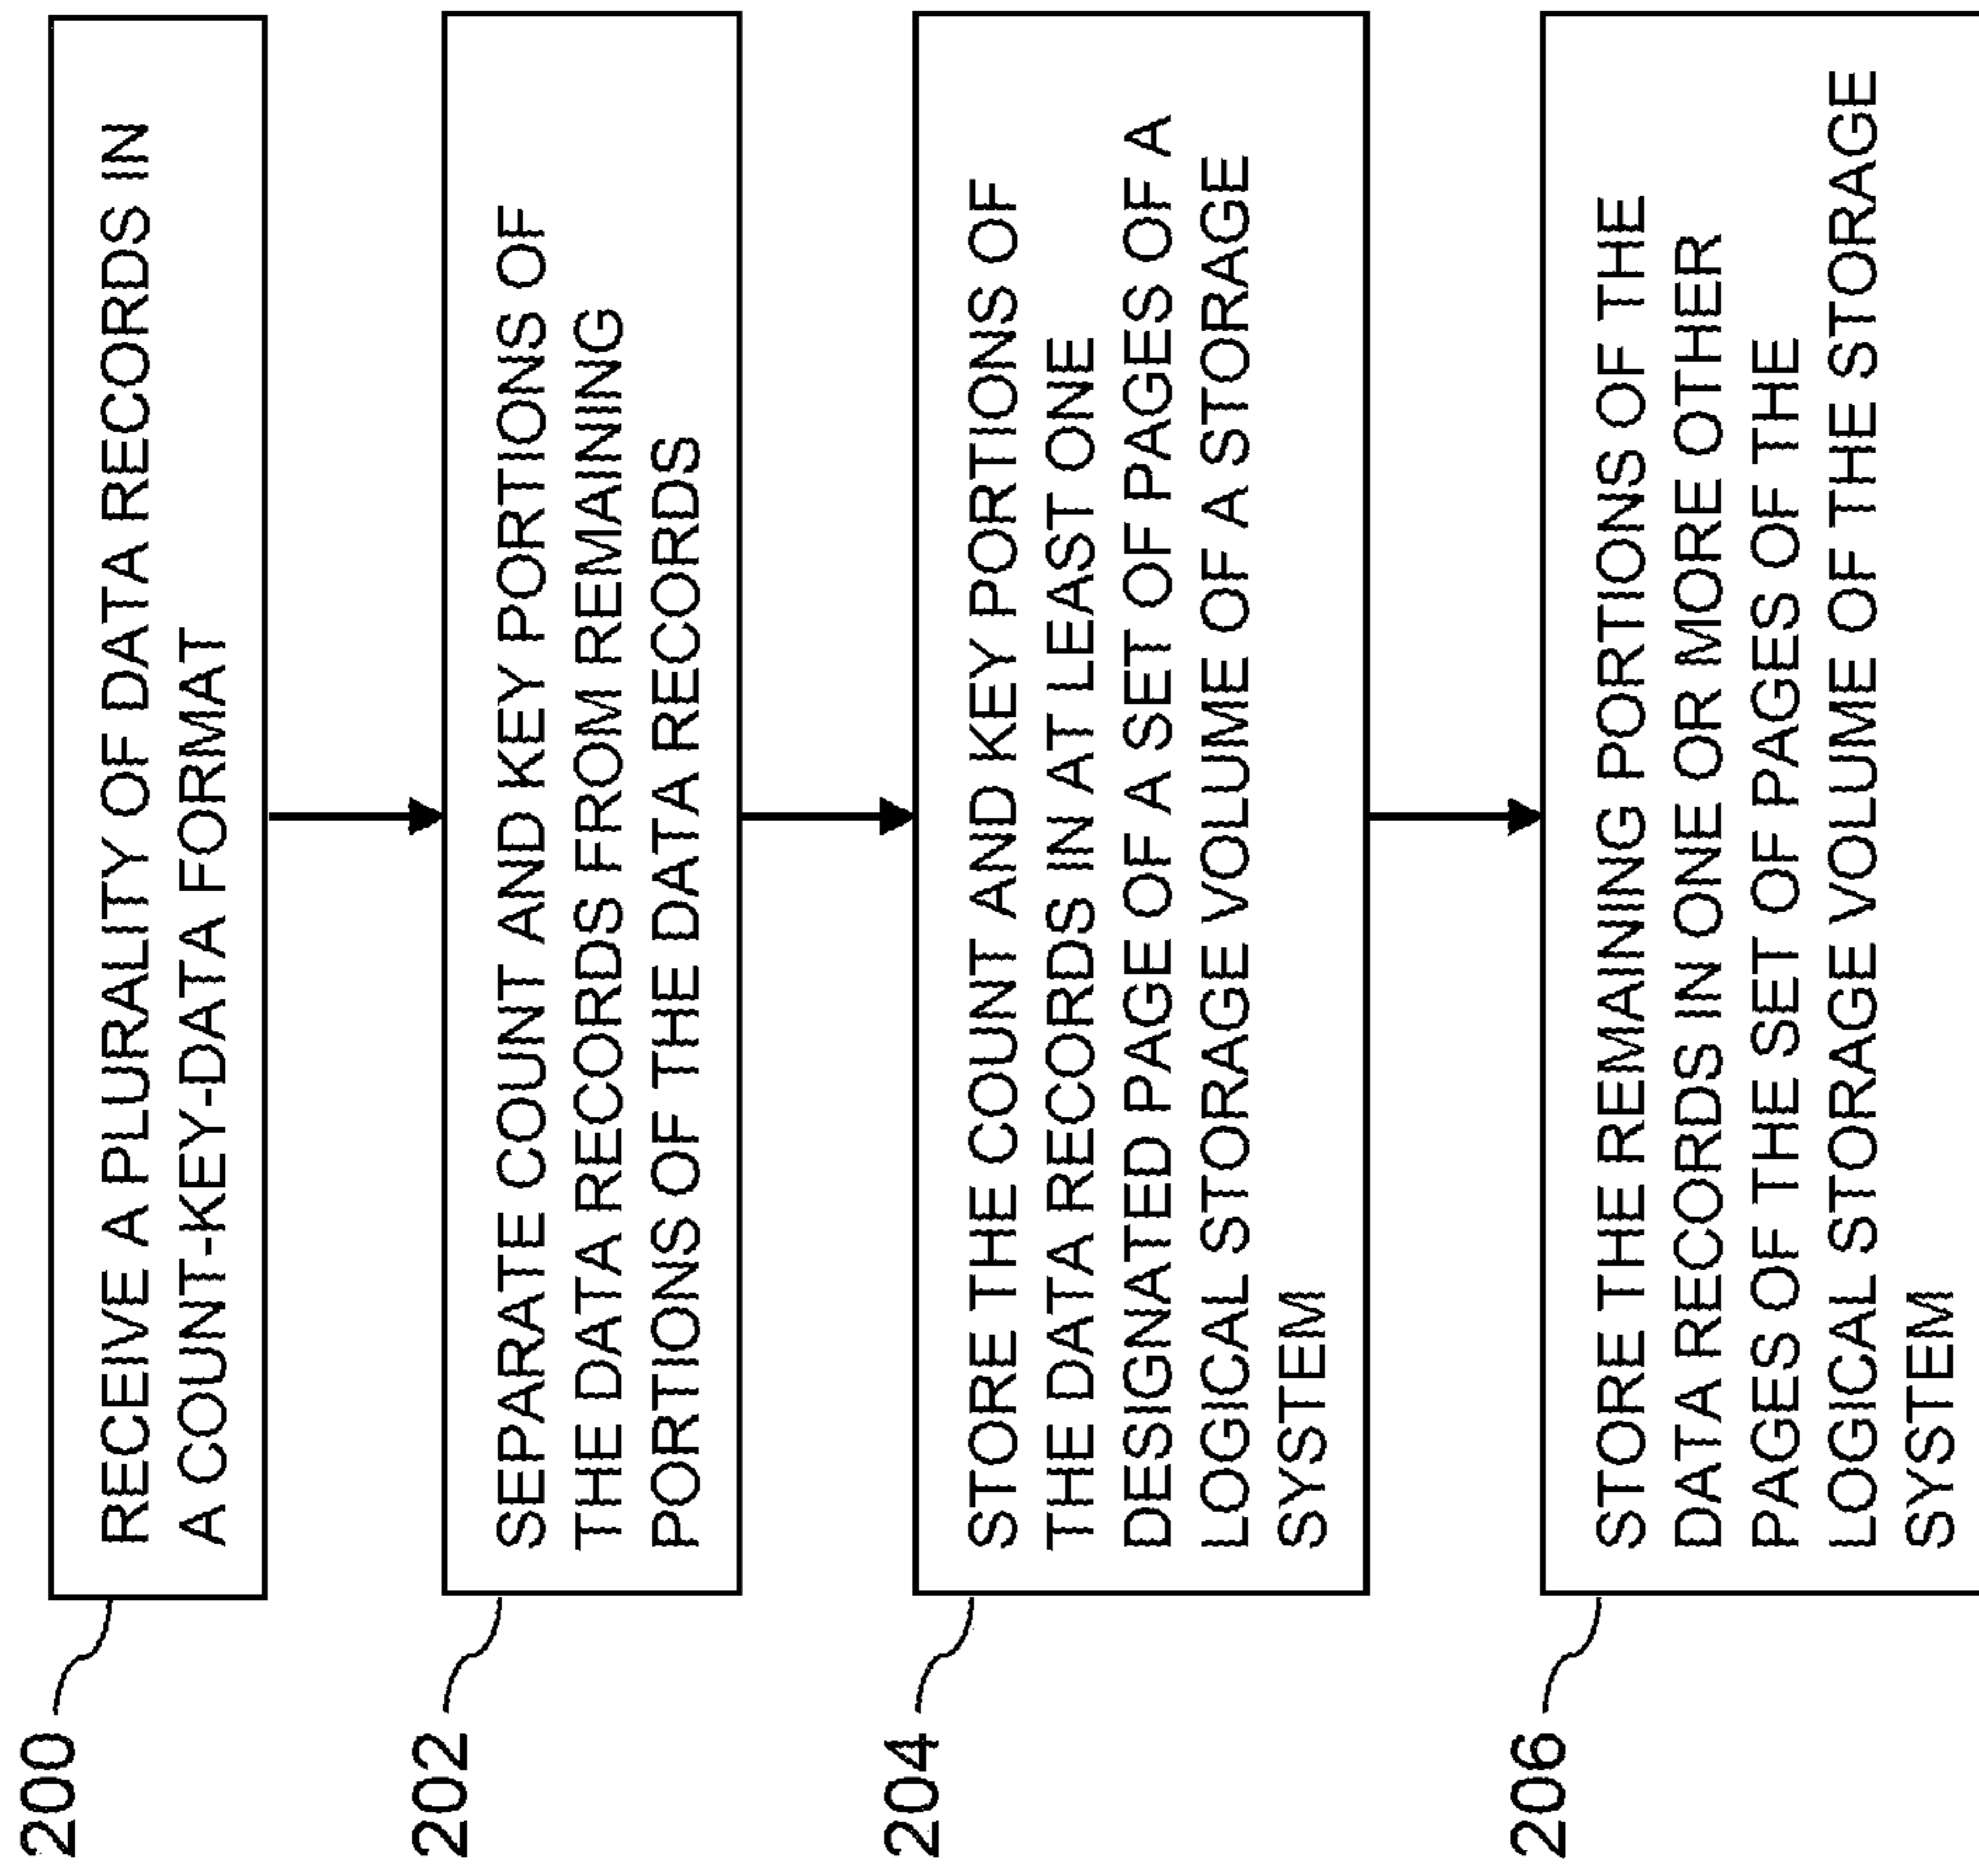 200
RECEIVE A PLURALITY OF DATA RECORDS IN
A COUNT-KEY-DATA FORMAT
202
SEPARATE COUNT AND KEY PORTIONS OF
THE DATA RECORDS FROM REMAINING
PORTIONS OF THE DATA RECORDS
204
STORE THE COUNT AND KEY PORTIONS OF
THE DATA RECORDS IN AT LEAST ONE
DESIGNATED PAGE OF A SET OF PAGES OF A
LOGICAL STORAGE VOLUME OF A STORAGE
SYSTEM
206
STORE THE REMAINING PORTIONS OF THE
DATA RECORDS IN ONE OR MORE OTHER
PAGES OF THE SET OF PAGES OF THE
LOGICAL STORAGE VOLUME OF THE STORAGE
SYSTEM